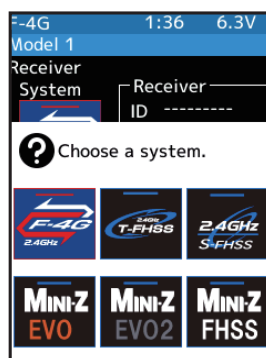 F-4G 1:36 6.3V
Model 1
Receiver
System
Receiver
ID ---------
? Choose a system.
F-4G
2.4GHz
2.4GHz
T-FHSS
2.4GHz
S-FHSS
MINI-Z
EVO
MINI-Z
EVO2
MINI-Z
FHSS